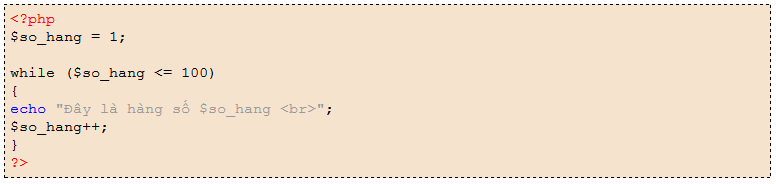 <?php
$so_hang = 1;
while ($so_hang <= 100)
{
echo "Đây là hàng số $so_hang <br>";
$so_hang++;
}
?>